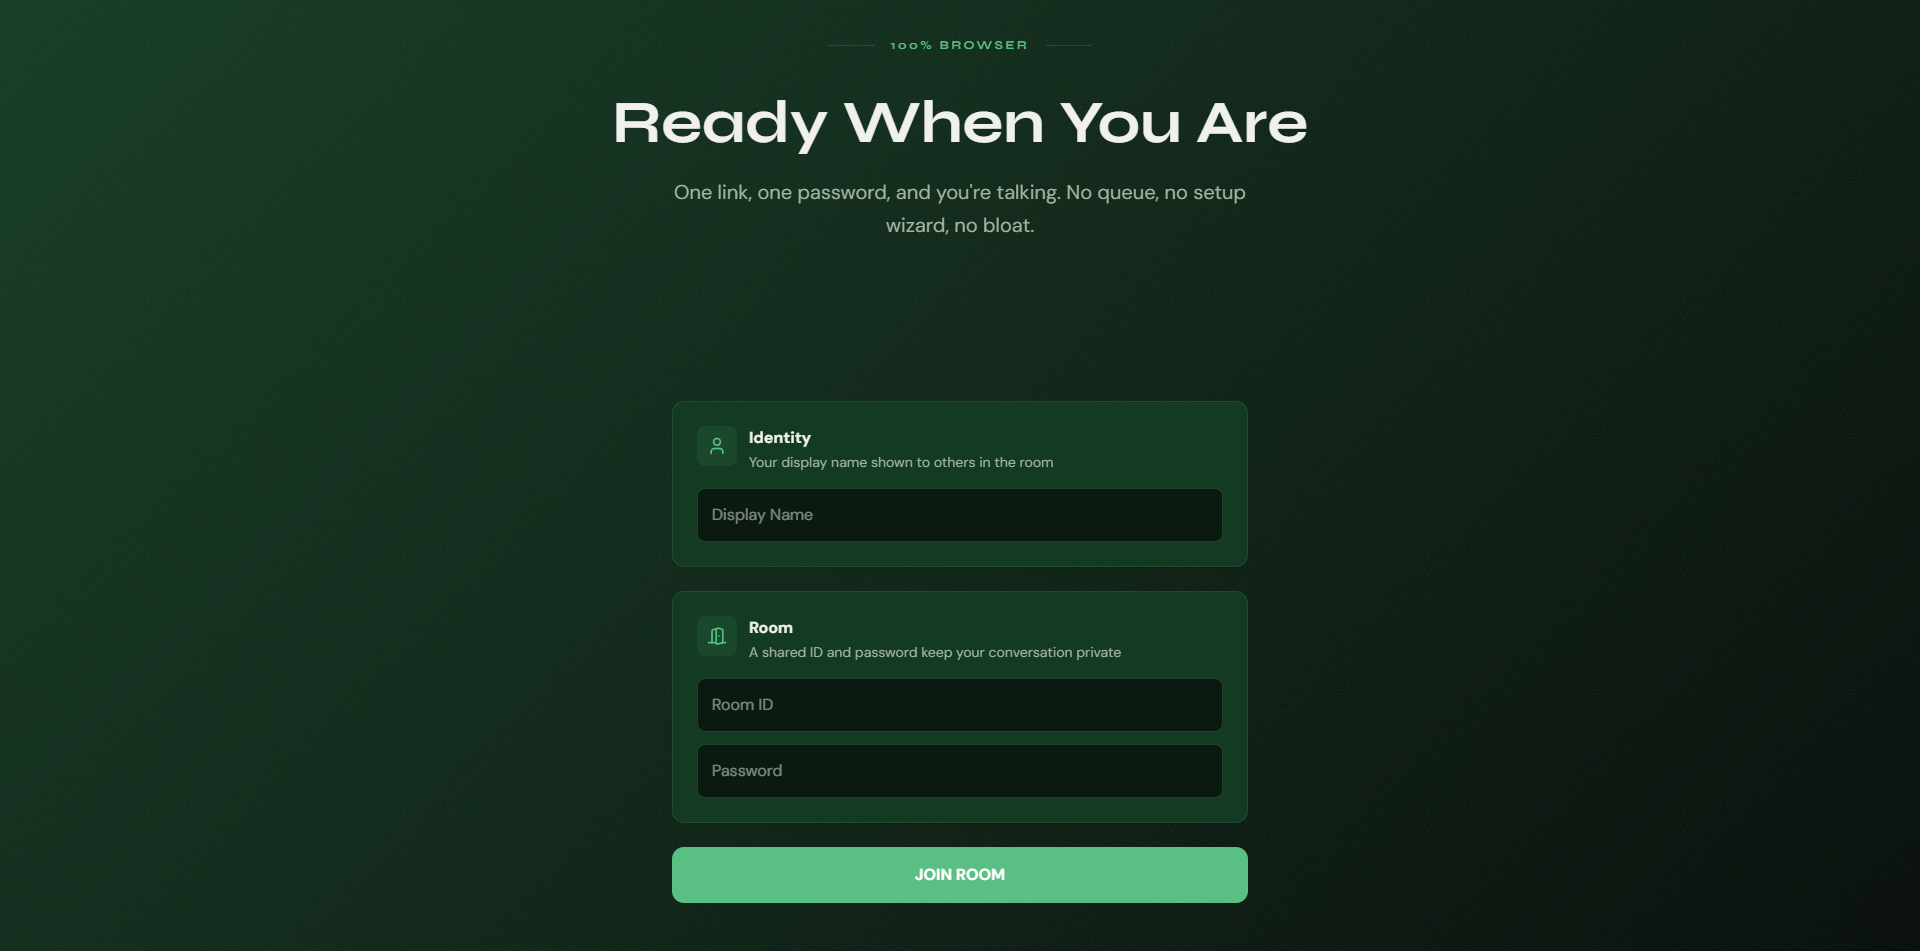 100% BROWSER
Ready When You Are
One link, one password, and you're talking. No queue, no setup
wizard, no bloat.
Identity
Your display name shown to others in the room
Display Name
Room
A shared ID and password keep your conversation private
Room ID
Password
JOIN ROOM